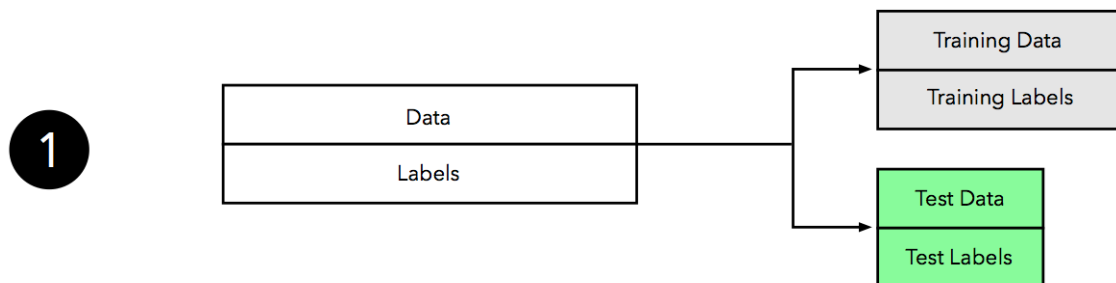 1
Data
Labels
Training Data
Training Labels
Test Data
Test Labels